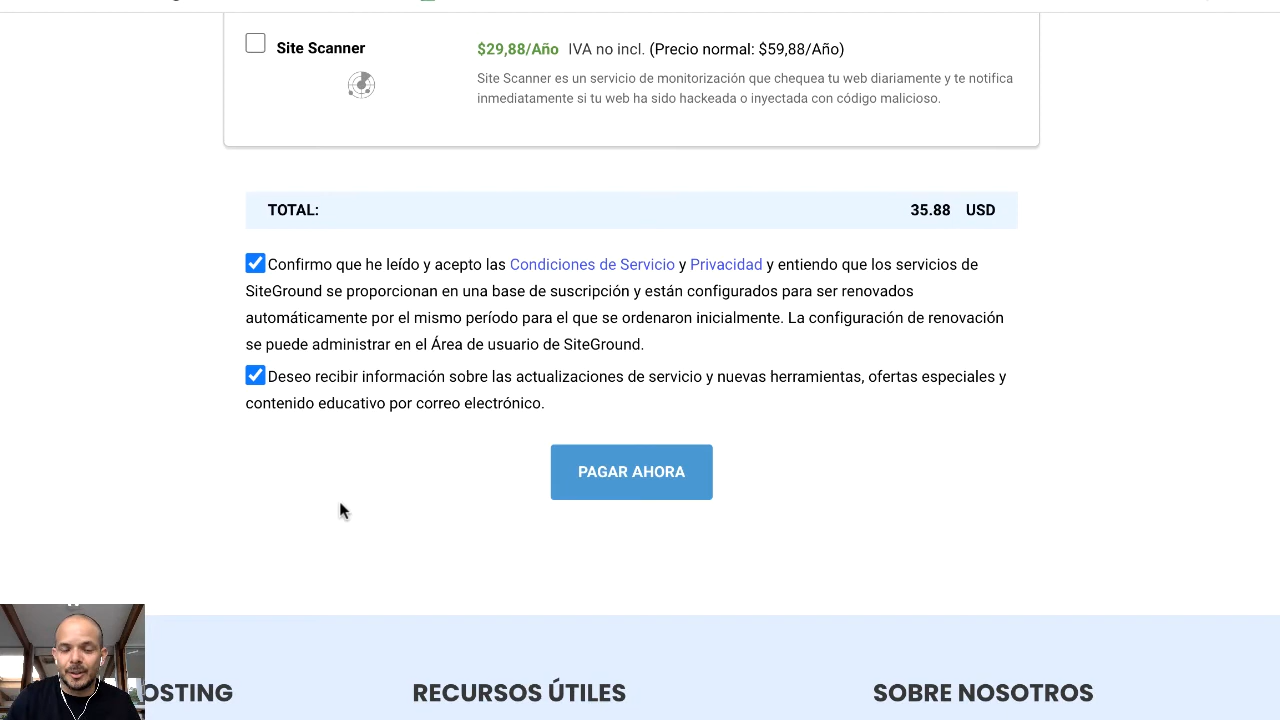 Site Scanner
$29,88/Año IVA no incl. (Precio normal: $59,88/Año)
Site Scanner es un servicio de monitorización que chequea tu web diariamente y te notifica
inmediatamente si tu web ha sido hackeada o inyectada con código malicioso.
TOTAL: 35.88 USD
Confirmo que he leído y acepto las Condiciones de Servicio y Privacidad y entiendo que los servicios de
SiteGround se proporcionan en una base de suscripción y están configurados para ser renovados
automáticamente por el mismo período para el que se ordenaron inicialmente. La configuración de renovación
se puede administrar en el Área de usuario de SiteGround.
Deseo recibir información sobre las actualizaciones de servicio y nuevas herramientas, ofertas especiales y
contenido educativo por correo electrónico.
PAGAR AHORA
OSTING
RECURSOS ÚTILES
SOBRE NOSOTROS